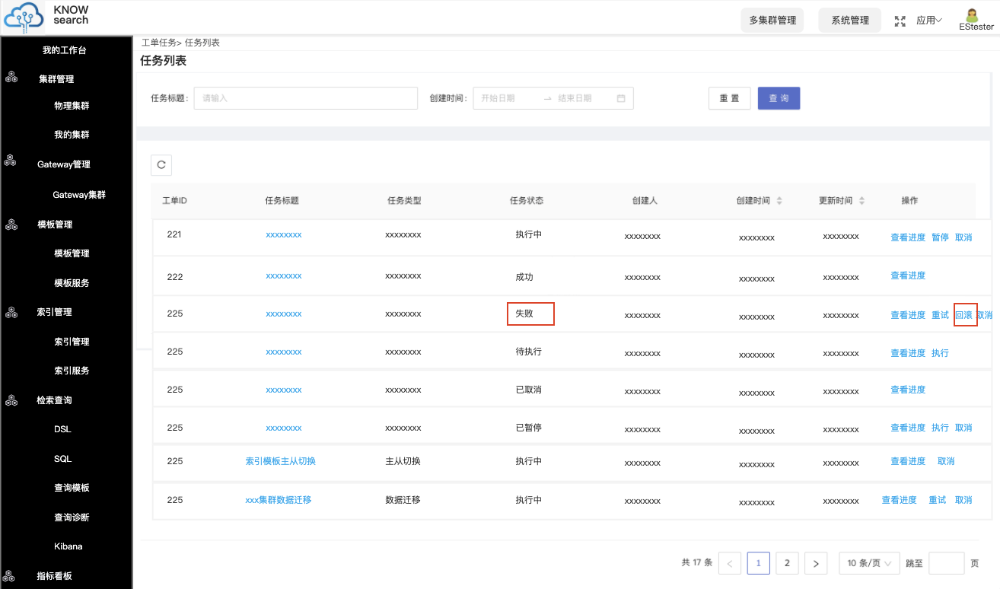 KNOW
search
多集群管理 系统管理 应用 EStester
我的工作台
集群管理
物理集群
我的集群
Gateway管理
Gateway集群
模板管理
模板管理
模板服务
索引管理
索引管理
索引服务
检索查询
DSL
SQL
查询模板
查询诊断
Kibana
指标看板
工单任务> 任务列表
任务列表
任务标题: 请输入 创建时间: 开始日期 → 结束日期 重 置 查 询
工单ID 任务标题 任务类型 任务状态 创建人 创建时间 更新时间 操作
221 xxxxxxxx xxxxxxxx 执行中 xxxxxxxx xxxxxxxx xxxxxxxx 查看进度 暂停 取消
222 xxxxxxxx xxxxxxxx 成功 xxxxxxxx xxxxxxxx xxxxxxxx 查看进度
225 xxxxxxxx xxxxxxxx 失败 xxxxxxxx xxxxxxxx xxxxxxxx 查看进度 重试 回滚 取消
225 xxxxxxxx xxxxxxxx 待执行 xxxxxxxx xxxxxxxx xxxxxxxx 查看进度 执行
225 xxxxxxxx xxxxxxxx 已取消 xxxxxxxx xxxxxxxx xxxxxxxx 查看进度
225 xxxxxxxx xxxxxxxx 已暂停 xxxxxxxx xxxxxxxx xxxxxxxx 查看进度 执行 取消
225 索引模板主从切换 主从切换 执行中 xxxxxxxx xxxxxxxx xxxxxxxx 查看进度 取消
225 xxx集群数据迁移 数据迁移 执行中 xxxxxxxx xxxxxxxx xxxxxxxx 查看进度 重试 取消
共 17 条 < 1 2 > 10 条/页 跳至 页